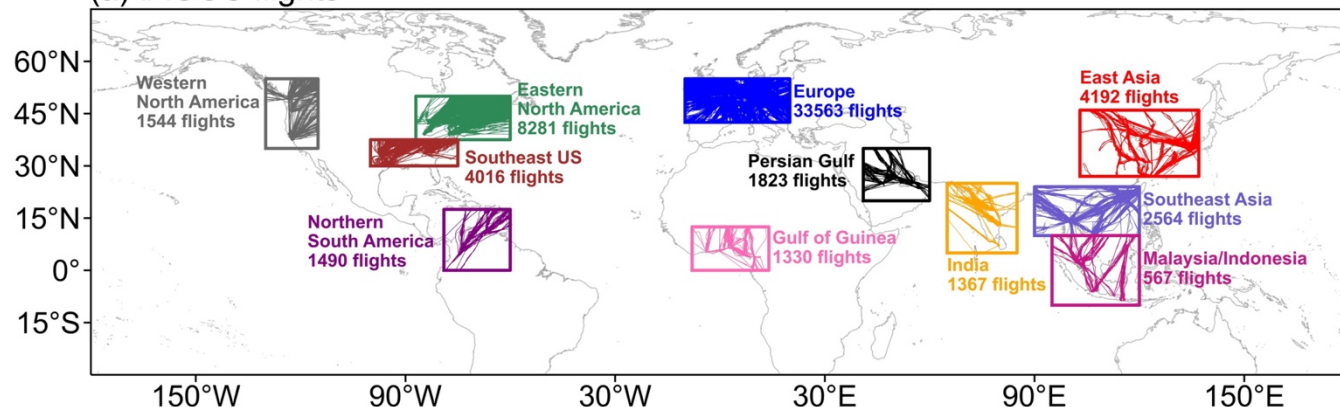 60°N
45°N
30°N
15°N
0°
15°S
Western
North America
1544 flights
Eastern
North America
8281 flights
Southeast US
4016 flights
Northern
South America
1490 flights
Europe
33563 flights
Persian Gulf
1823 flights
Gulf of Guinea
1330 flights
India
1367 flights
East Asia
4192 flights
Southeast Asia
2564 flights
Malaysia/Indonesia
567 flights
150°W
90°W
30°W
30°E
90°E
150°E